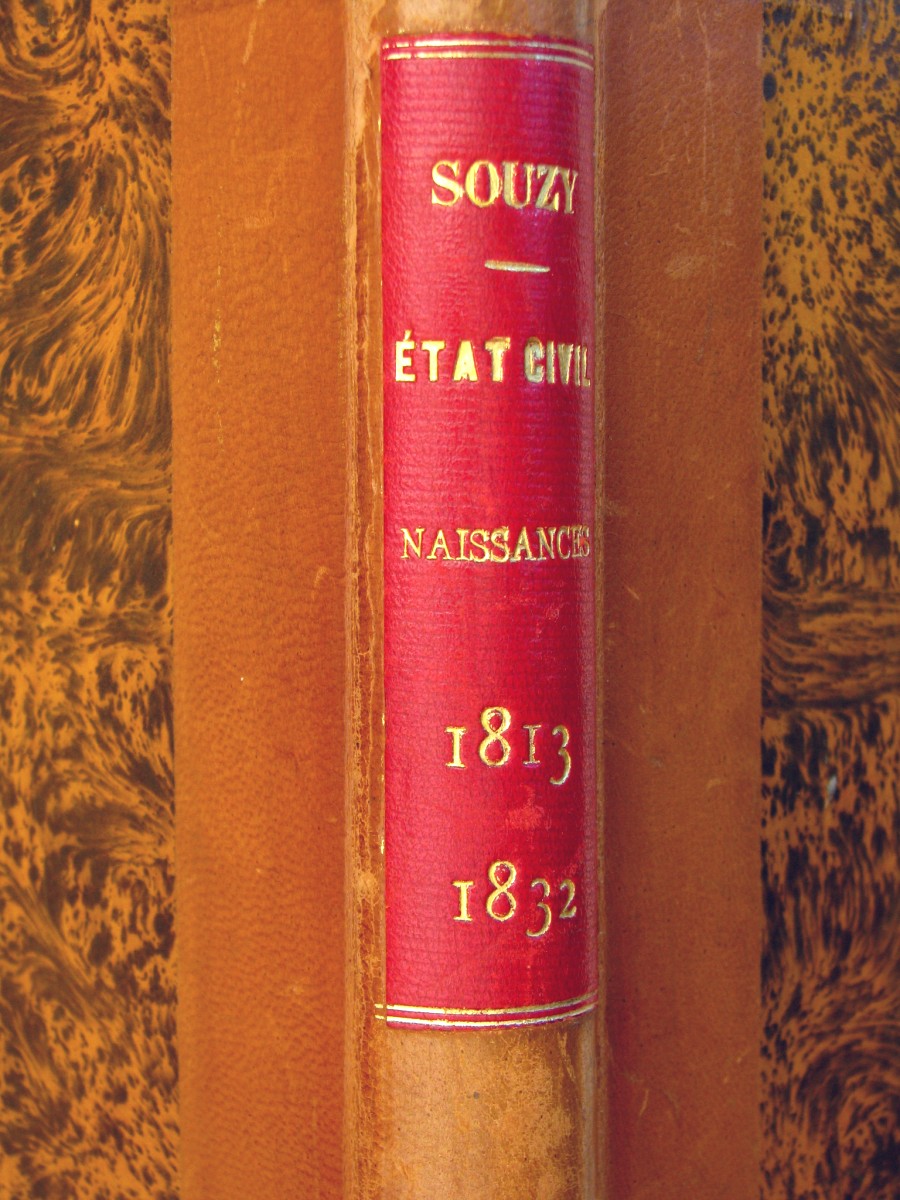 SOUZY
ÉTAT CIVIL
NAISSANCES
1813
1832